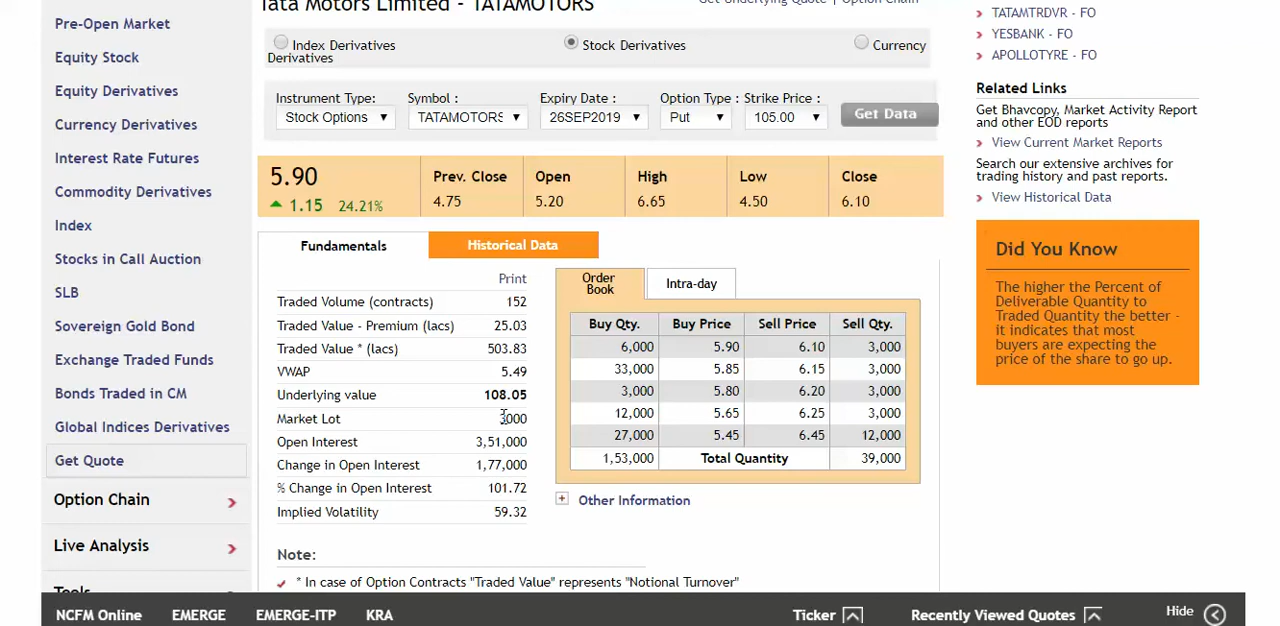 Tata Motors Limited - TATAMOTORS
Get Underlying Quote | Option Chain
Pre-Open Market
Equity Stock
Equity Derivatives
Currency Derivatives
Interest Rate Futures
Commodity Derivatives
Index
Stocks in Call Auction
SLB
Sovereign Gold Bond
Exchange Traded Funds
Bonds Traded in CM
Global Indices Derivatives
Get Quote
Option Chain
Live Analysis
Tools
Index Derivatives Stock Derivatives Currency
Derivatives
Instrument Type: Symbol : Expiry Date : Option Type : Strike Price :
Stock Options TATAMOTORS 26SEP2019 Put 105.00 Get Data
5.90
1.15 24.21%
Prev. Close Open High Low Close
4.75 5.20 6.65 4.50 6.10
Fundamentals Historical Data
Print
Traded Volume (contracts) 152
Traded Value - Premium (lacs) 25.03
Traded Value * (lacs) 503.83
VWAP 5.49
Underlying value 108.05
Market Lot 3000
Open Interest 3,51,000
Change in Open Interest 1,77,000
% Change in Open Interest 101.72
Implied Volatility 59.32
Order
Book
Intra-day
Buy Qty. Buy Price Sell Price Sell Qty.
6,000 5.90 6.10 3,000
33,000 5.85 6.15 3,000
3,000 5.80 6.20 3,000
12,000 5.65 6.25 3,000
27,000 5.45 6.45 12,000
1,53,000 Total Quantity 39,000
Other Information
Note:
* In case of Option Contracts "Traded Value" represents "Notional Turnover"
TATAMTRDVR - FO
YESBANK - FO
APOLLOTYRE - FO
Related Links
Get Bhavcopy, Market Activity Report
and other EOD reports
View Current Market Reports
Search our extensive archives for
trading history and past reports.
View Historical Data
Did You Know
The higher the Percent of
Deliverable Quantity to
Traded Quantity the better -
it indicates that most
buyers are expecting the
price of the share to go up.
NCFM Online EMERGE EMERGE-ITP KRA Ticker Recently Viewed Quotes Hide